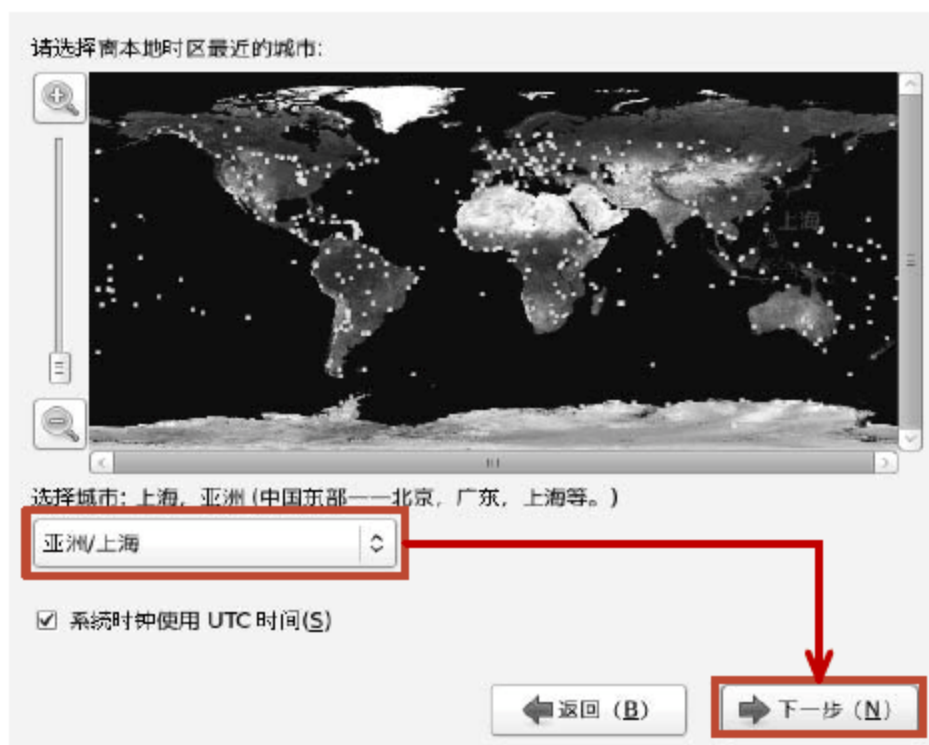 请选择离本地时区最近的城市:
上海
选择城市: 上海, 亚洲 (中国东部——北京, 广东, 上海等。)
亚洲/上海
系统时钟使用 UTC 时间(S)
返回 (B)
下一步 (N)